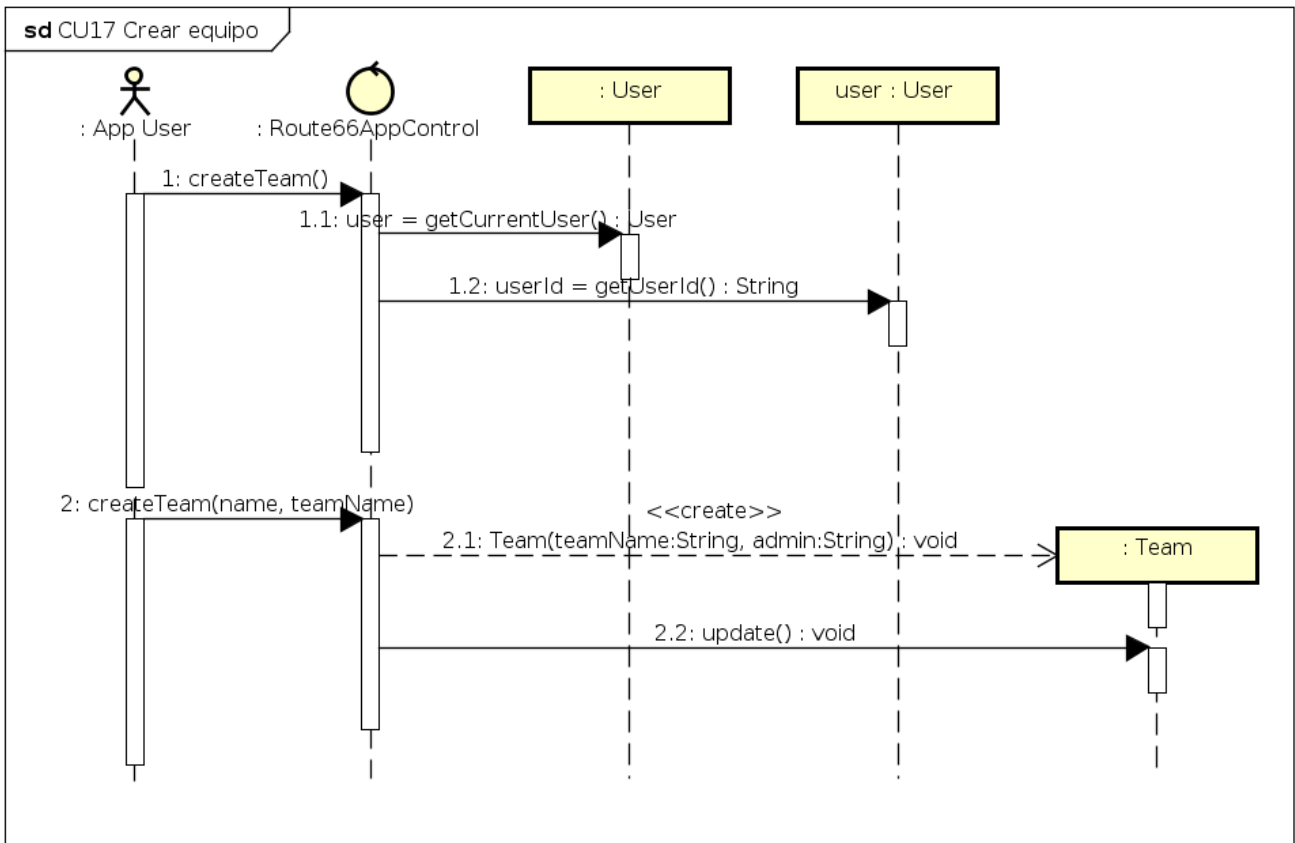 sd CU17 Crear equipo
: User
user : User
: App User
: Route66AppControl
1: createTeam()
1.1: user = getCurrentUser() : User
1.2: userId = getUserId() : String
2: createTeam(name, teamName)
<<create>>
2.1: Team(teamName:String, admin:String) : void
: Team
2.2: update() : void